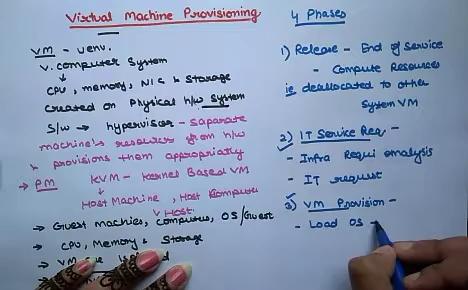 Virtual Machine Provisioning
VM - venv.
V. Computer System
CPU, memory, NIC & Storage
Created on Physical h/w System
S/w → hypervisor - Saparate
machine's resources from h/w
& provisions them appropriately
→ PM KVM - Kernel Based VM
Host Machine, Host Computer
Host.
→ Guest machies, computers, OS/Guest
→ CPU, Memory & Storage
→ VM
4 Phases
1) Release - End of Service
- Compute Resources
ie deallocated to other
System VM
2) IT Service Req -
- Infra Requi analysis
- IT request
3) VM Provision -
- Load OS -